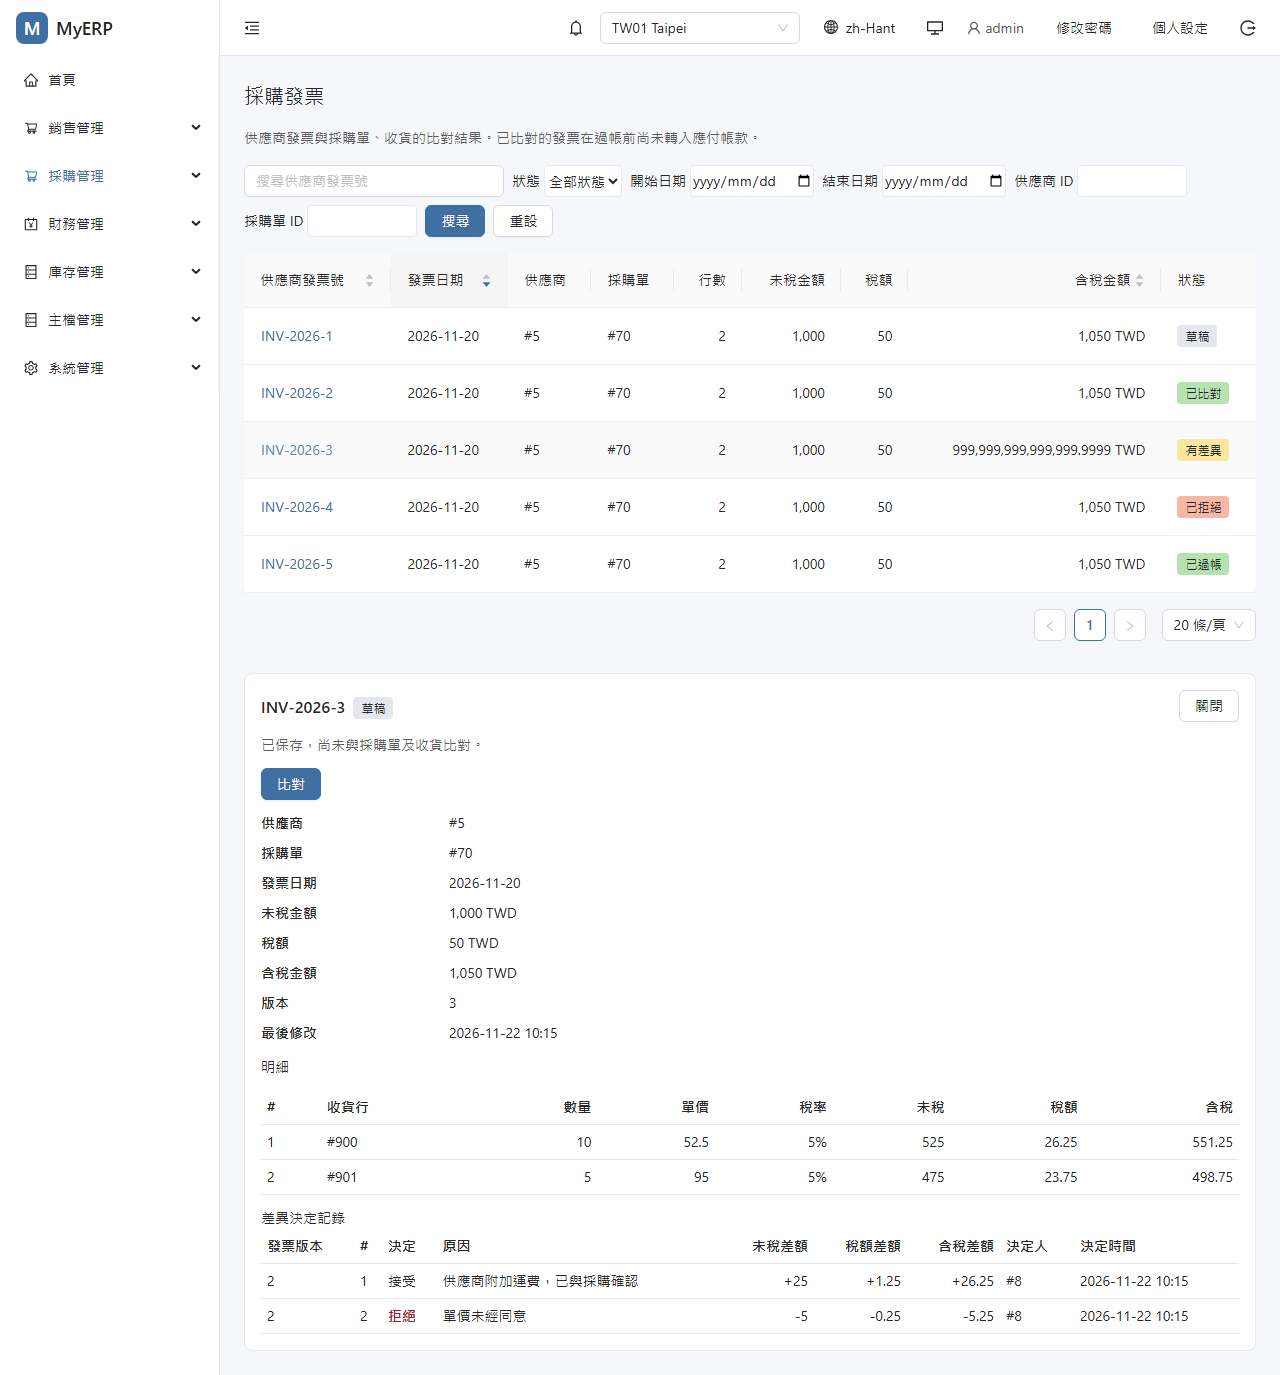 M MyERP
TW01 Taipei zh-Hant admin 修改密碼 個人設定
首頁
銷售管理
採購管理
財務管理
庫存管理
主檔管理
系統管理
採購發票
供應商發票與採購單、收貨的比對結果。已比對的發票在過帳前尚未轉入應付帳款。
搜尋供應商發票號 狀態 全部狀態 開始日期 yyyy/mm/dd 結束日期 yyyy/mm/dd 供應商 ID
採購單 ID 搜尋 重設
供應商發票號 發票日期 供應商 採購單 行數 未稅金額 稅額 含稅金額 狀態
INV-2026-1 2026-11-20 #5 #70 2 1,000 50 1,050 TWD 草稿
INV-2026-2 2026-11-20 #5 #70 2 1,000 50 1,050 TWD 已比對
INV-2026-3 2026-11-20 #5 #70 2 1,000 50 999,999,999,999,999.9999 TWD 有差異
INV-2026-4 2026-11-20 #5 #70 2 1,000 50 1,050 TWD 已拒絕
INV-2026-5 2026-11-20 #5 #70 2 1,000 50 1,050 TWD 已過帳
< 1 > 20 條/頁
INV-2026-3 草稿 關閉
已保存，尚未與採購單及收貨比對。
比對
供應商 #5
採購單 #70
發票日期 2026-11-20
未稅金額 1,000 TWD
稅額 50 TWD
含稅金額 1,050 TWD
版本 3
最後修改 2026-11-22 10:15
明細
# 收貨行 數量 單價 稅率 未稅 稅額 含稅
1 #900 10 52.5 5% 525 26.25 551.25
2 #901 5 95 5% 475 23.75 498.75
差異決定記錄
發票版本 # 決定 原因 未稅差額 稅額差額 含稅差額 決定人 決定時間
2 1 接受 供應商附加運費，已與採購確認 +25 +1.25 +26.25 #8 2026-11-22 10:15
2 2 拒絕 單價未經同意 -5 -0.25 -5.25 #8 2026-11-22 10:15